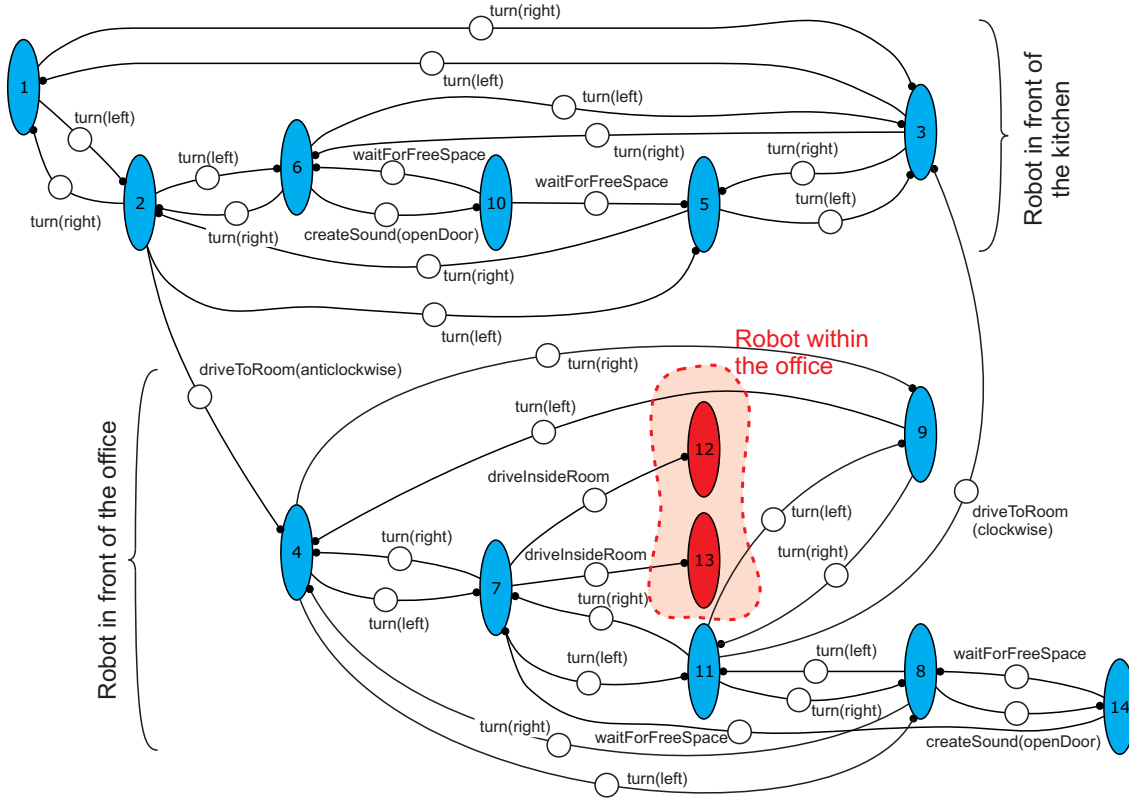 turn(right)
turn(left)
1
turn(left)
turn(left)
3
Robot in front of
the kitchen
turn(left)
6
waitForFreeSpace
turn(right)
turn(right)
2
turn(right)
10
waitForFreeSpace
5
turn(left)
turn(right)
createSound(openDoor)
turn(right)
turn(left)
Robot within
the office
driveToRoom(anticlockwise)
turn(right)
turn(left)
9
12
driveInsideRoom
driveToRoom
(clockwise)
turn(left)
Robot in front of the office
4
turn(right)
driveInsideRoom
13
turn(right)
7
turn(left)
turn(right)
turn(left)
11
turn(left)
8
waitForFreeSpace
turn(right)
14
turn(right)
waitForFreeSpace
createSound(openDoor)
turn(left)